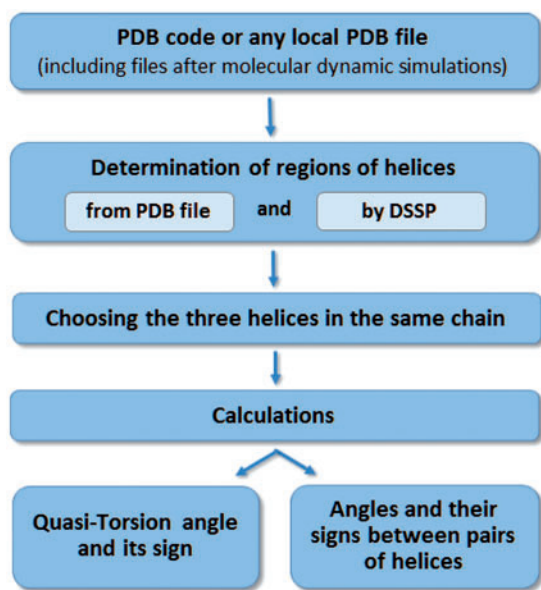 PDB code or any local PDB file
(including files after molecular dynamic simulations)
Determination of regions of helices
from PDB file and by DSSP
Choosing the three helices in the same chain
Calculations
Quasi-Torsion angle
and its sign
Angles and their
signs between pairs
of helices